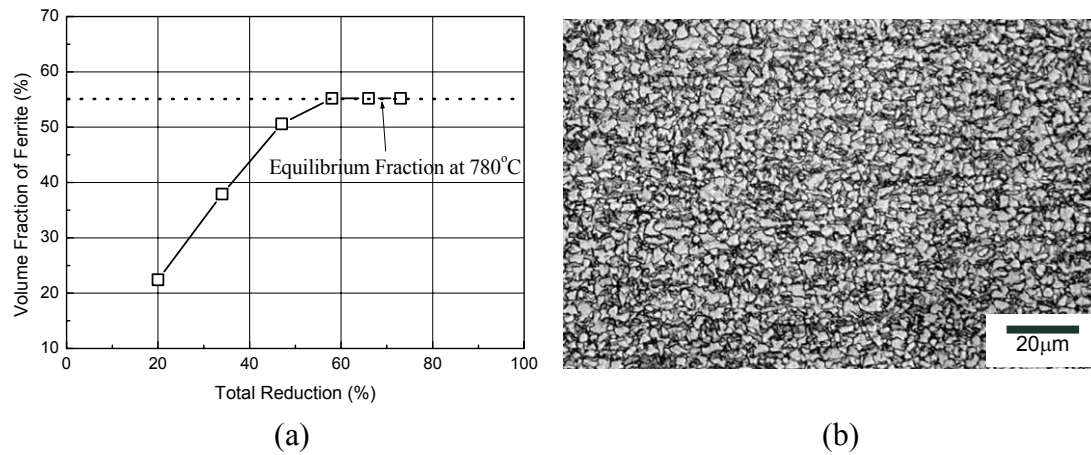 70
60
50
40
30
20
10
Volume Fraction of Ferrite (%)
Equilibrium Fraction at 780°C
0 20 40 60 80 100
Total Reduction (%)
20μm
(a) (b)